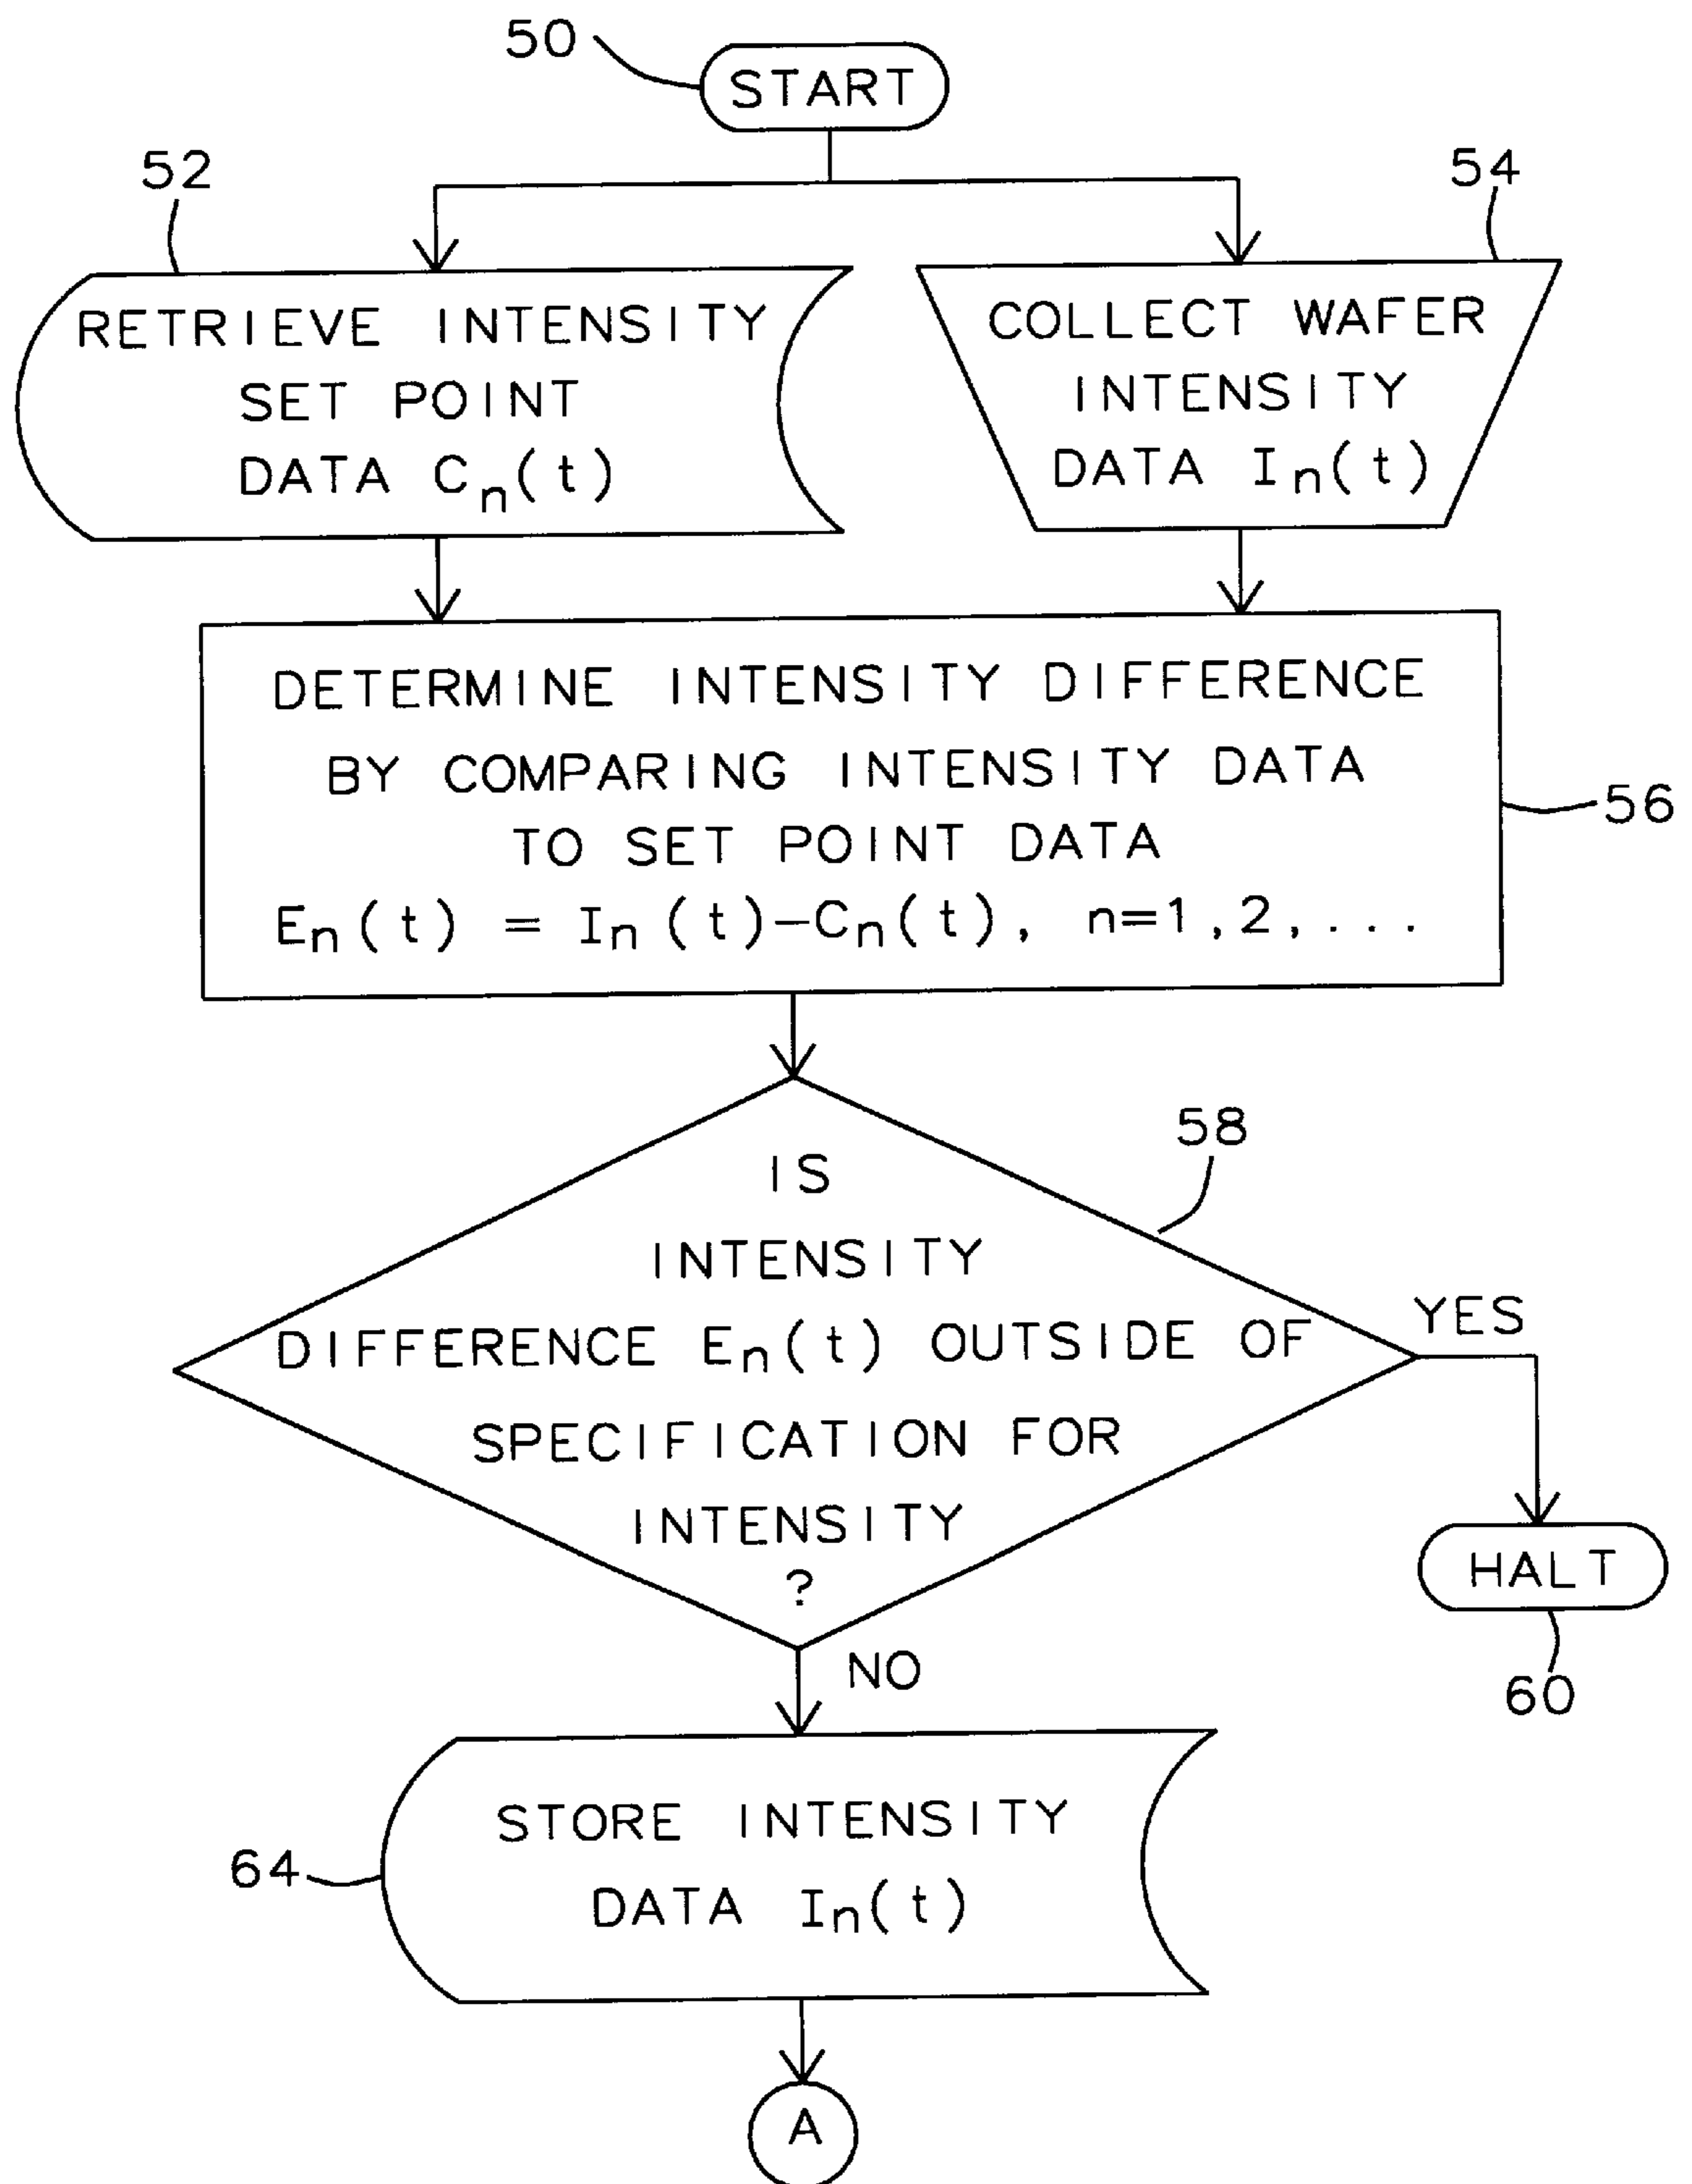 50
START
52
54
RETRIEVE INTENSITY
SET POINT
DATA Cn(t)
COLLECT WAFER
INTENSITY
DATA In(t)
DETERMINE INTENSITY DIFFERENCE
BY COMPARING INTENSITY DATA
TO SET POINT DATA
En(t) = In(t)-Cn(t), n=1,2,...
56
58
IS
INTENSITY
DIFFERENCE En(t) OUTSIDE OF
SPECIFICATION FOR
INTENSITY
?
YES
HALT
60
NO
STORE INTENSITY
DATA In(t)
64
A